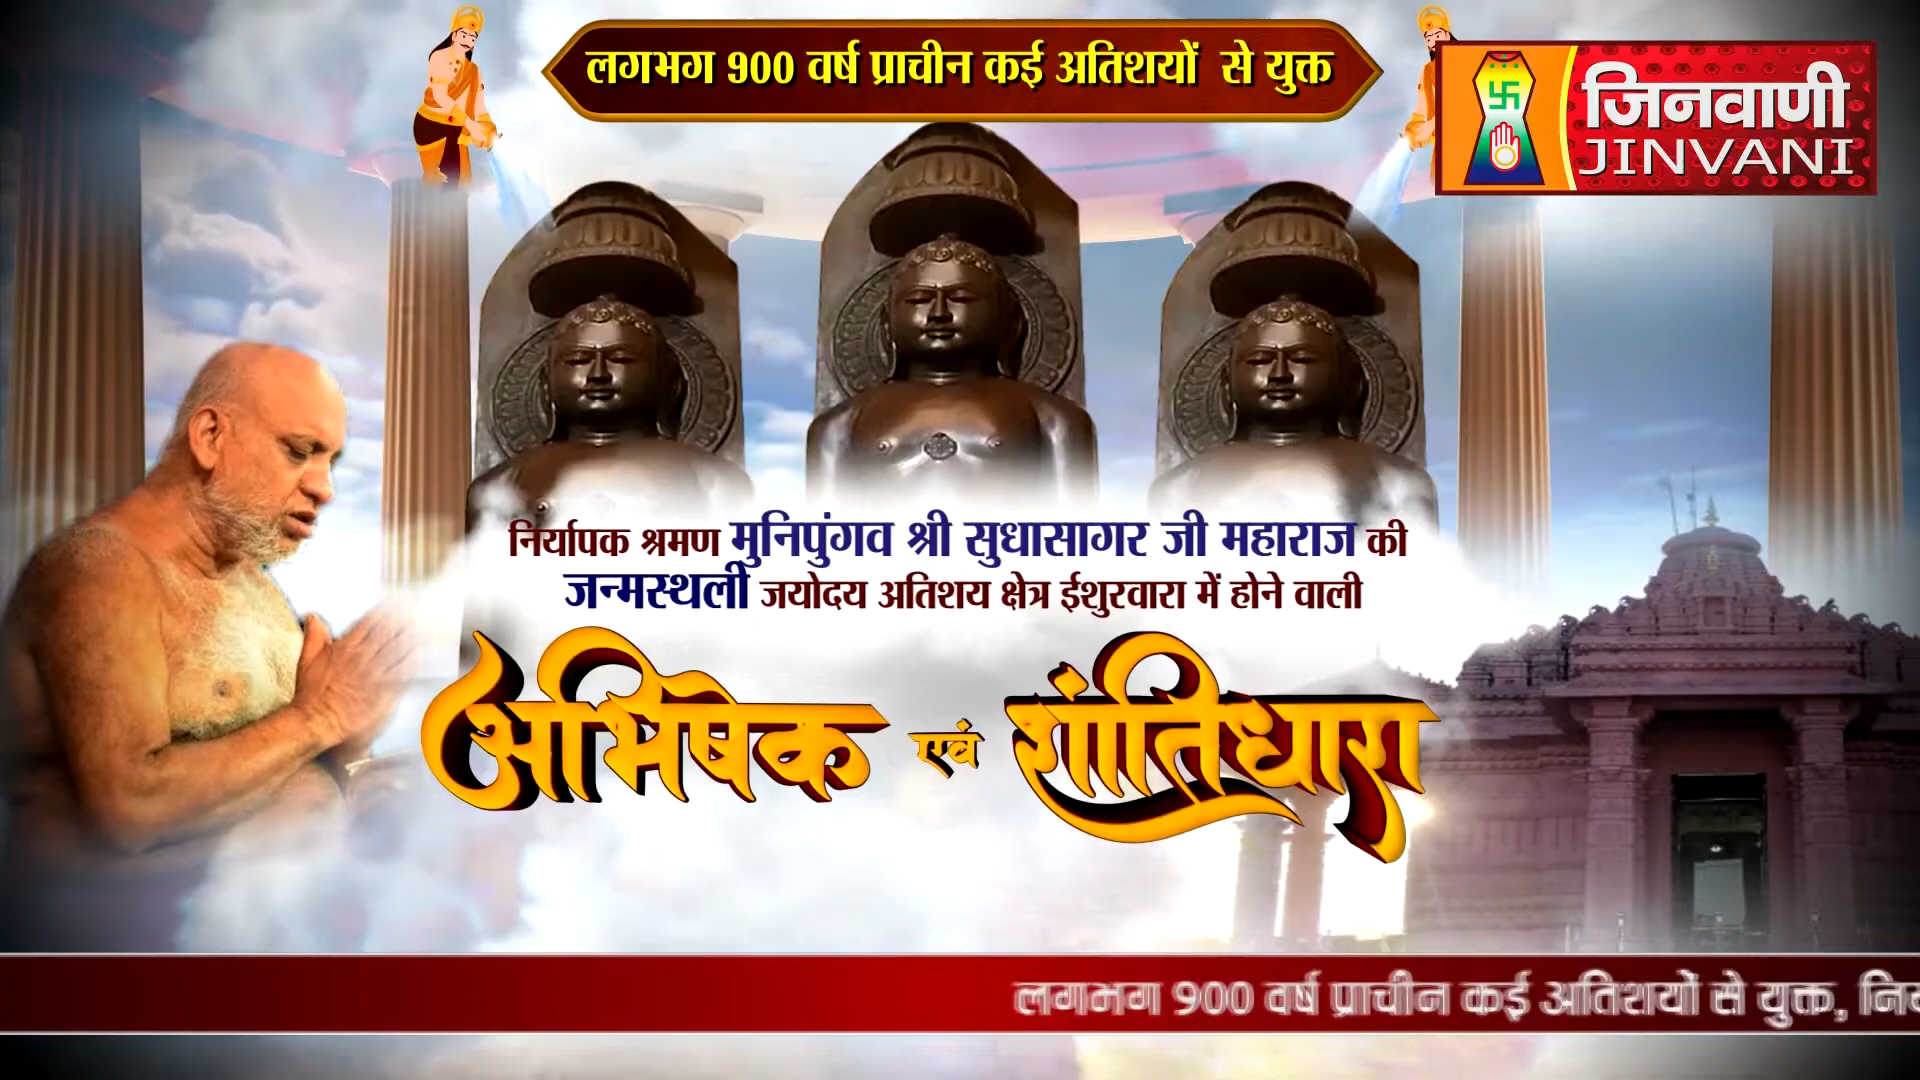 लगभग 900 वर्ष प्राचीन कई अतिशयों से युक्त
जिनवाणी
JINVANI
निर्यापक श्रमण मुनिपुंगव श्री सुधासागर जी महाराज की
जन्मस्थली जयोदय अतिशय क्षेत्र ईशुरवारा में होने वाली
अभिषेक एवं शांतिधारा
लगभग 900 वर्ष प्राचीन कई अतिशयों से युक्त,